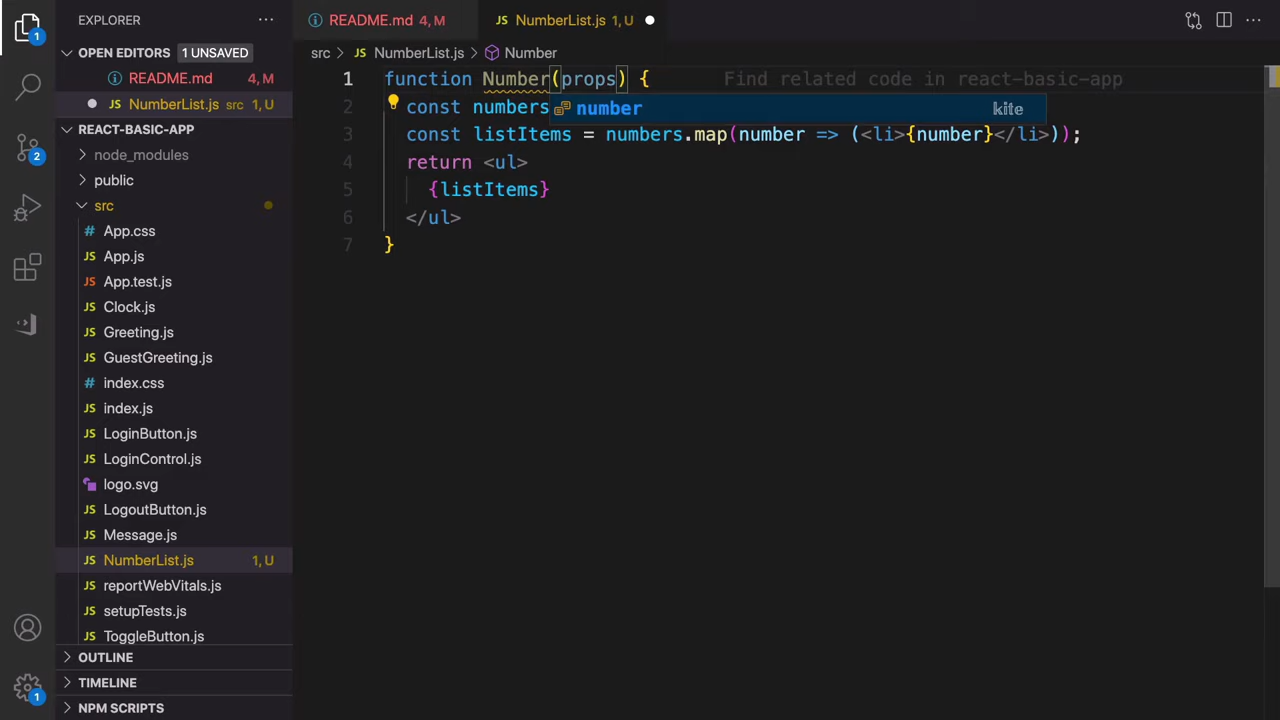 EXPLORER
OPEN EDITORS 1 UNSAVED
README.md 4, M
NumberList.js src 1, U
REACT-BASIC-APP
node_modules
public
src
App.css
App.js
App.test.js
Clock.js
Greeting.js
GuestGreeting.js
index.css
index.js
LoginButton.js
LoginControl.js
logo.svg
LogoutButton.js
Message.js
NumberList.js 1, U
reportWebVitals.js
setupTests.js
ToggleButton.js
OUTLINE
TIMELINE
NPM SCRIPTS
1
2
1
README.md 4, M
NumberList.js 1, U
src > NumberList.js > Number
1 function Number(props) { Find related code in react-basic-app
2 const numbers
number kite
3 const listItems = numbers.map(number => (<li>{number}</li>));
4 return <ul>
5 {listItems}
6 </ul>
7 }